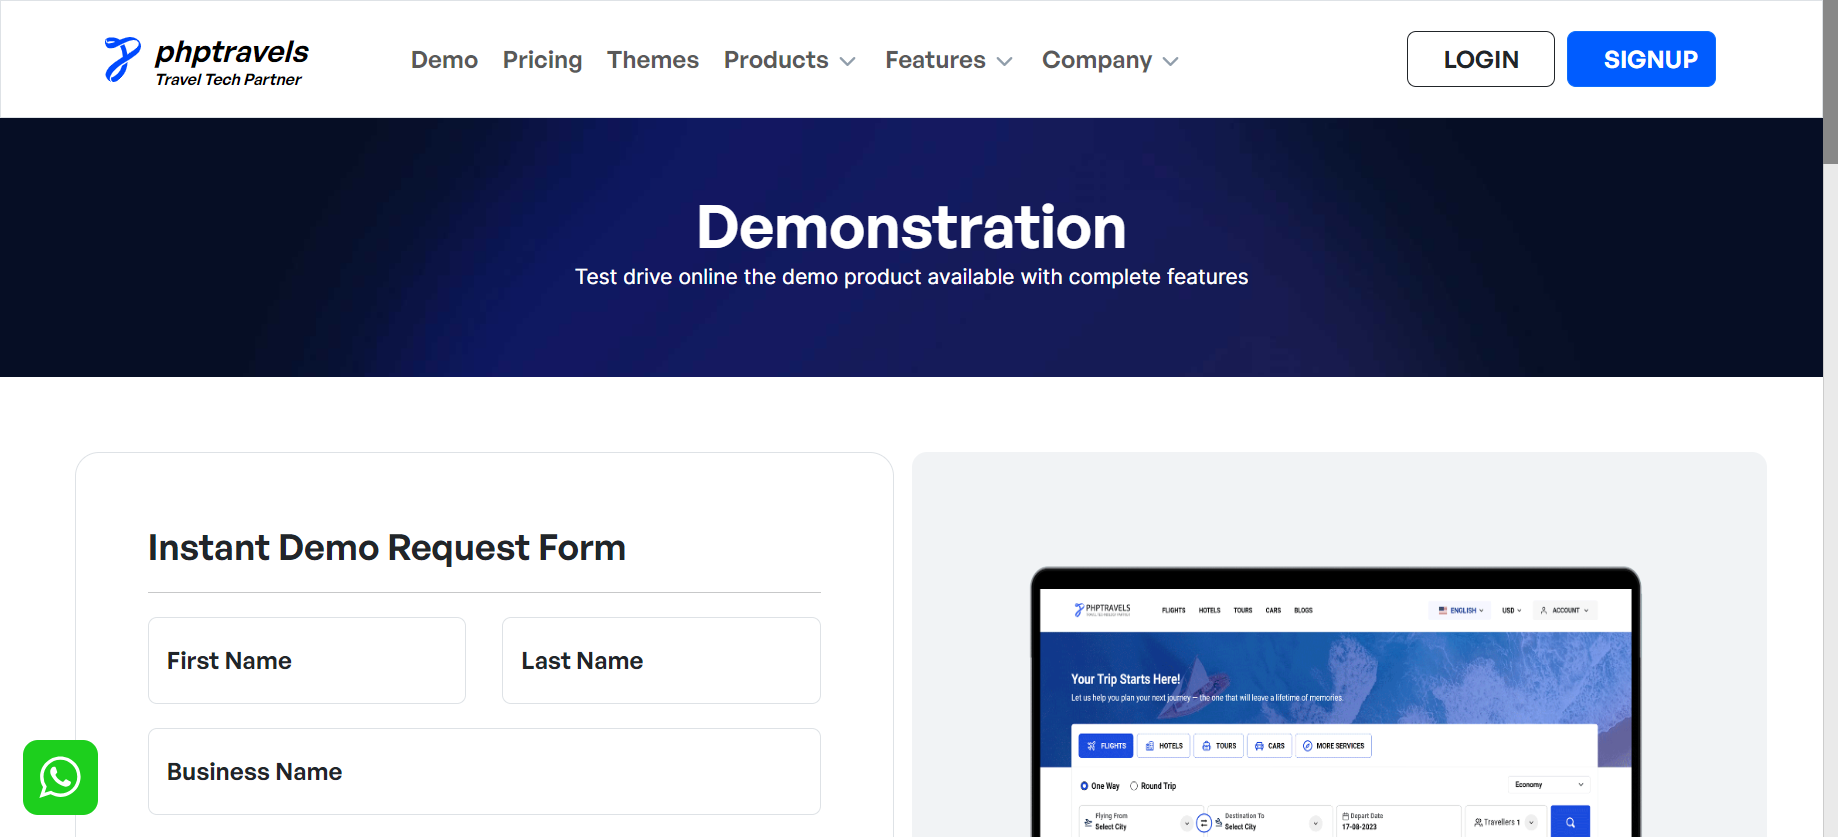 phptravels
Travel Tech Partner
Demo Pricing Themes Products Features Company
LOGIN SIGNUP
Demonstration
Test drive online the demo product available with complete features
Instant Demo Request Form
First Name Last Name
Business Name
PHPTRAVELS
FLIGHTS HOTELS TOURS CARS BLOGS
ENGLISH USD ACCOUNT
Your Trip Starts Here!
Let us help you plan your next journey — the one that will leave a lifetime of memories.
FLIGHTS HOTELS TOURS CARS MORE SERVICES
One Way Round Trip Economy
Flying From Destination To Depart Date
Select City Select City 17-08-2023 Travellers 1